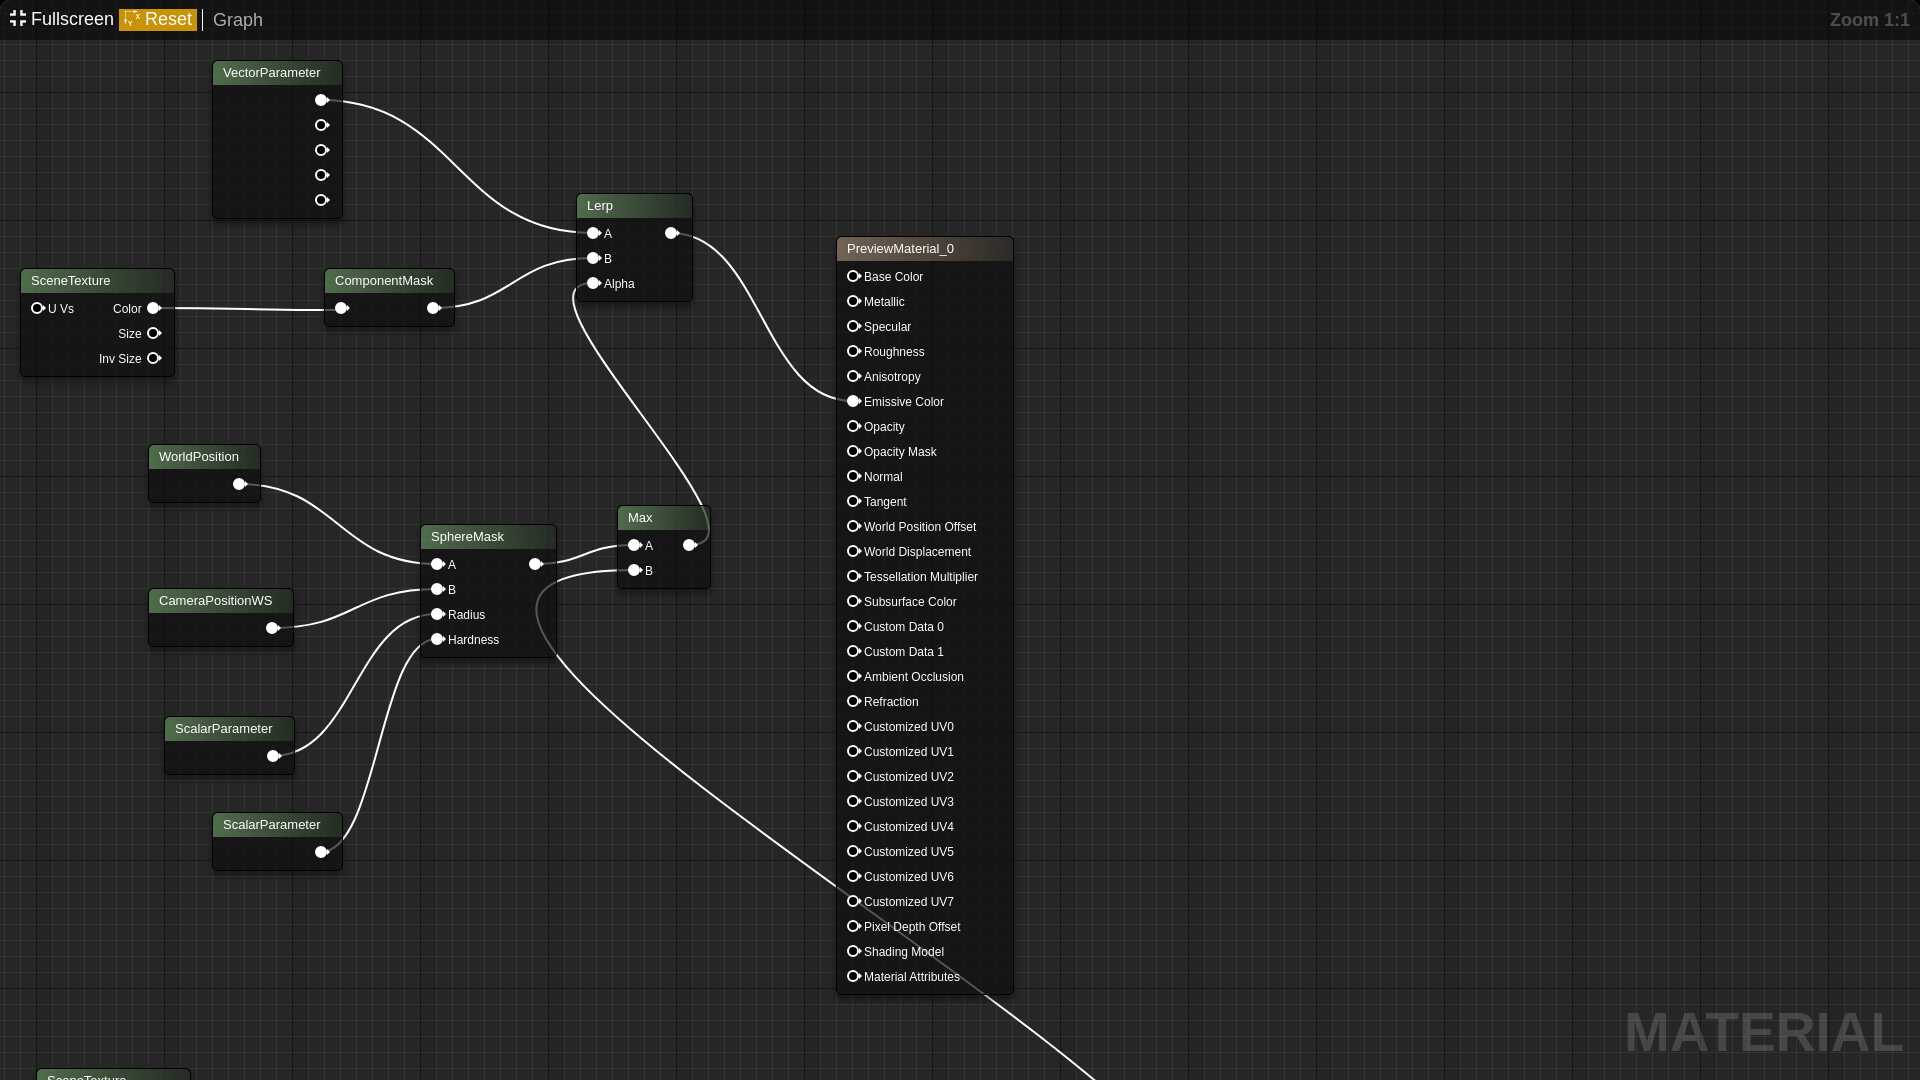 Fullscreen Reset Graph Zoom 1:1
VectorParameter
Lerp
A
B
Alpha
SceneTexture
U Vs Color
Size
Inv Size
ComponentMask
WorldPosition
CameraPositionWS
ScalarParameter
ScalarParameter
SphereMask
A
B
Radius
Hardness
Max
A
B
PreviewMaterial_0
Base Color
Metallic
Specular
Roughness
Anisotropy
Emissive Color
Opacity
Opacity Mask
Normal
Tangent
World Position Offset
World Displacement
Tessellation Multiplier
Subsurface Color
Custom Data 0
Custom Data 1
Ambient Occlusion
Refraction
Customized UV0
Customized UV1
Customized UV2
Customized UV3
Customized UV4
Customized UV5
Customized UV6
Customized UV7
Pixel Depth Offset
Shading Model
Material Attributes
MATERIAL
SceneTexture